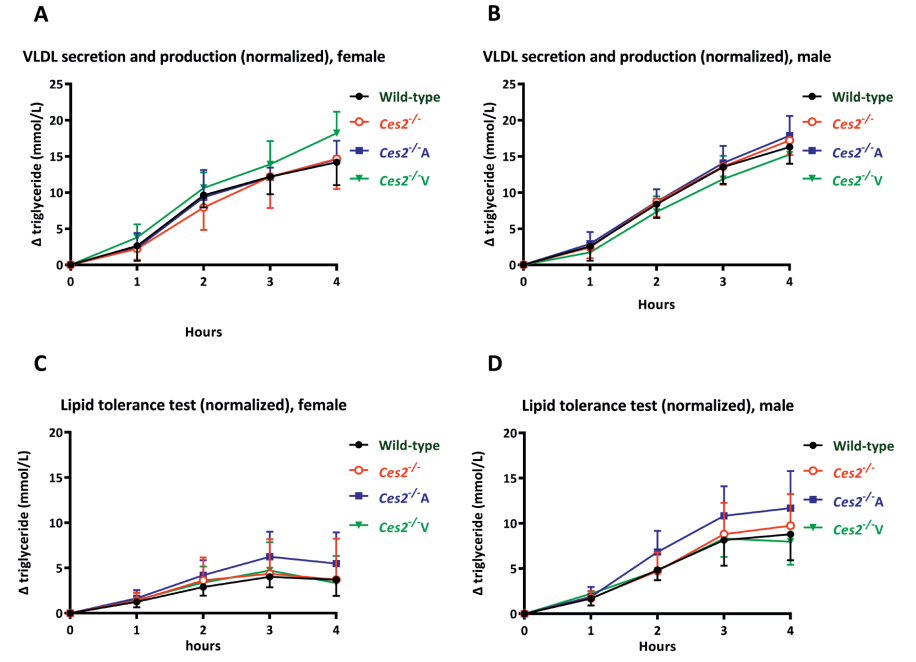 A
VLDL secretion and production (normalized), female
Δ triglyceride (mmol/L)
25
20
15
10
5
0
0 1 2 3 4
Hours
Wild-type
Ces2-/-
Ces2-/-A
Ces2-/-V
B
VLDL secretion and production (normalized), male
Δ triglyceride (mmol/L)
25
20
15
10
5
0
0 1 2 3 4
Hours
Wild-type
Ces2-/-
Ces2-/-A
Ces2-/-V
C
Lipid tolerance test (normalized), female
Δ triglyceride (mmol/L)
20
15
10
5
0
0 1 2 3 4
hours
Wild-type
Ces2-/-
Ces2-/-A
Ces2-/-V
D
Lipid tolerance test (normalized), male
Δ triglyceride (mmol/L)
20
15
10
5
0
0 1 2 3 4
Hours
Wild-type
Ces2-/-
Ces2-/-A
Ces2-/-V